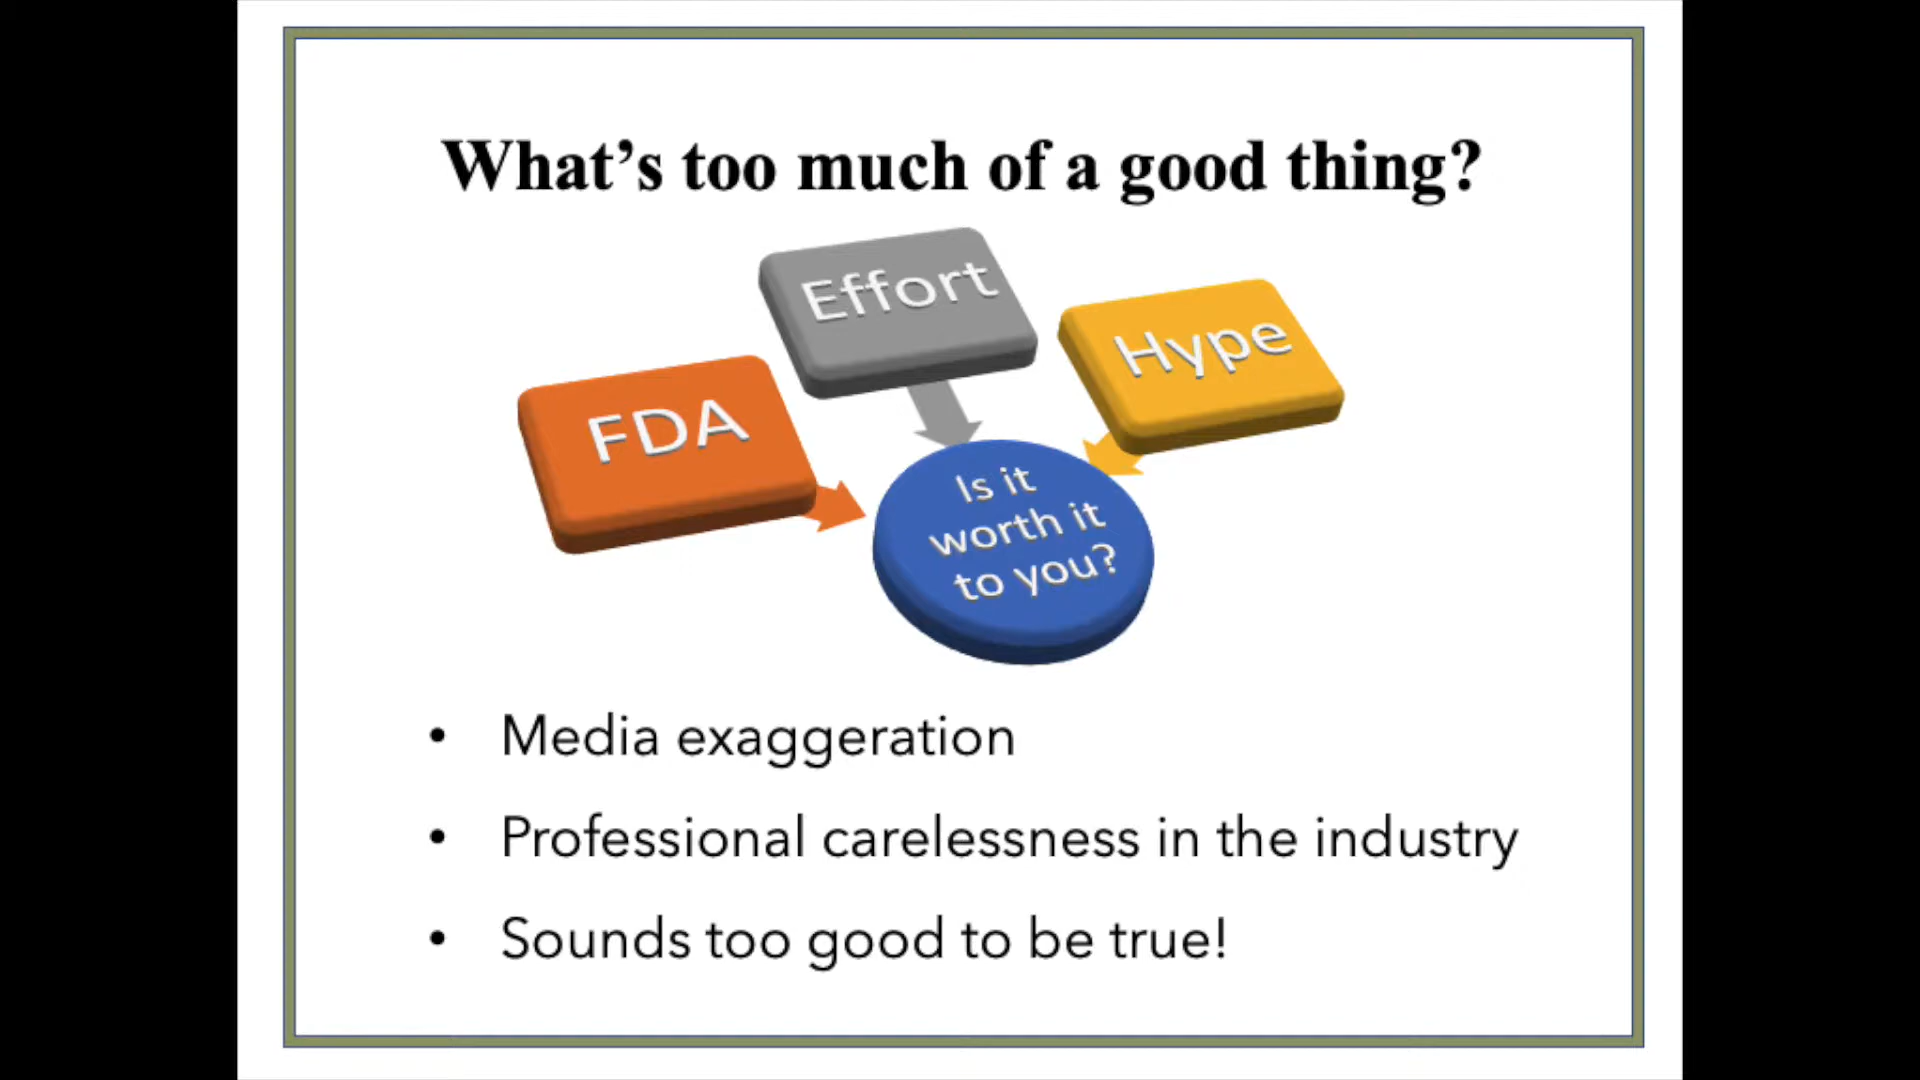 What's too much of a good thing?
Effort
Hype
FDA
Is it
worth it
to you?
• Media exaggeration
• Professional carelessness in the industry
• Sounds too good to be true!